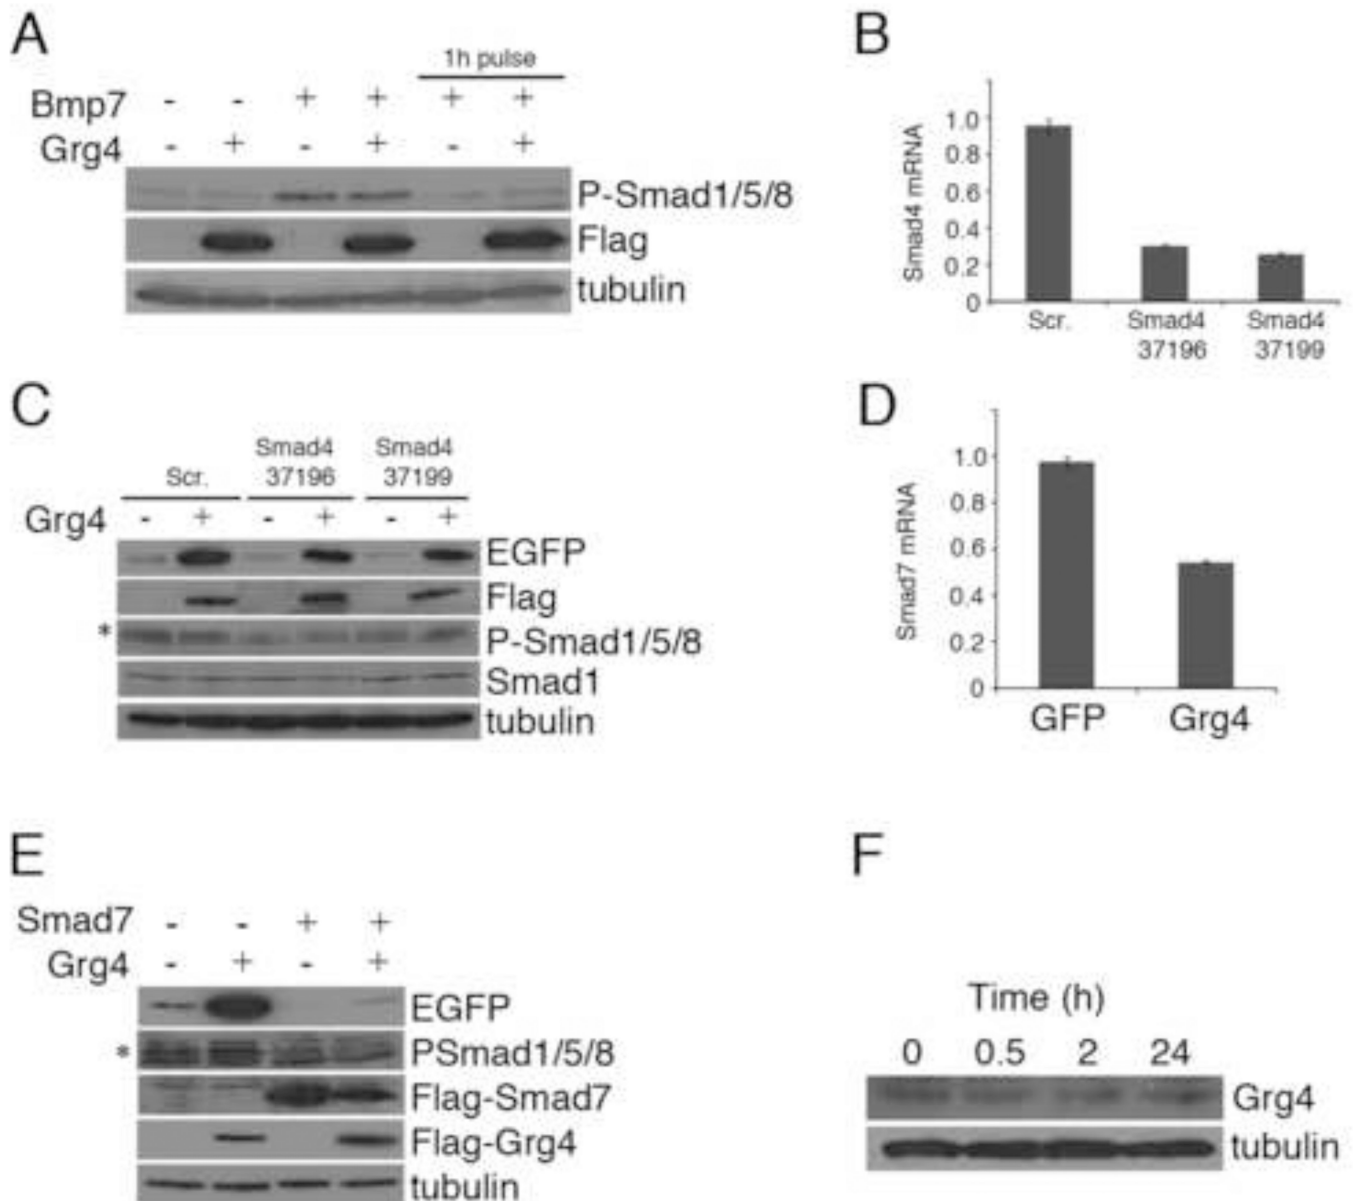 A
1h pulse
Bmp7 - - + + + +
Grg4 - + - + - +
P-Smad1/5/8
Flag
tubulin
B
Smad4 mRNA
1.0
0.8
0.6
0.4
0.2
0
Scr. Smad4 Smad4
37196 37199
C
Smad4 Smad4
Scr. 37196 37199
Grg4 - + - + - +
EGFP
Flag
* P-Smad1/5/8
Smad1
tubulin
D
Smad7 mRNA
1.0
0.8
0.6
0.4
0.2
0
GFP Grg4
E
Smad7 - - + +
Grg4 - + - +
EGFP
* PSmad1/5/8
Flag-Smad7
Flag-Grg4
tubulin
F
Time (h)
0 0.5 2 24
Grg4
tubulin